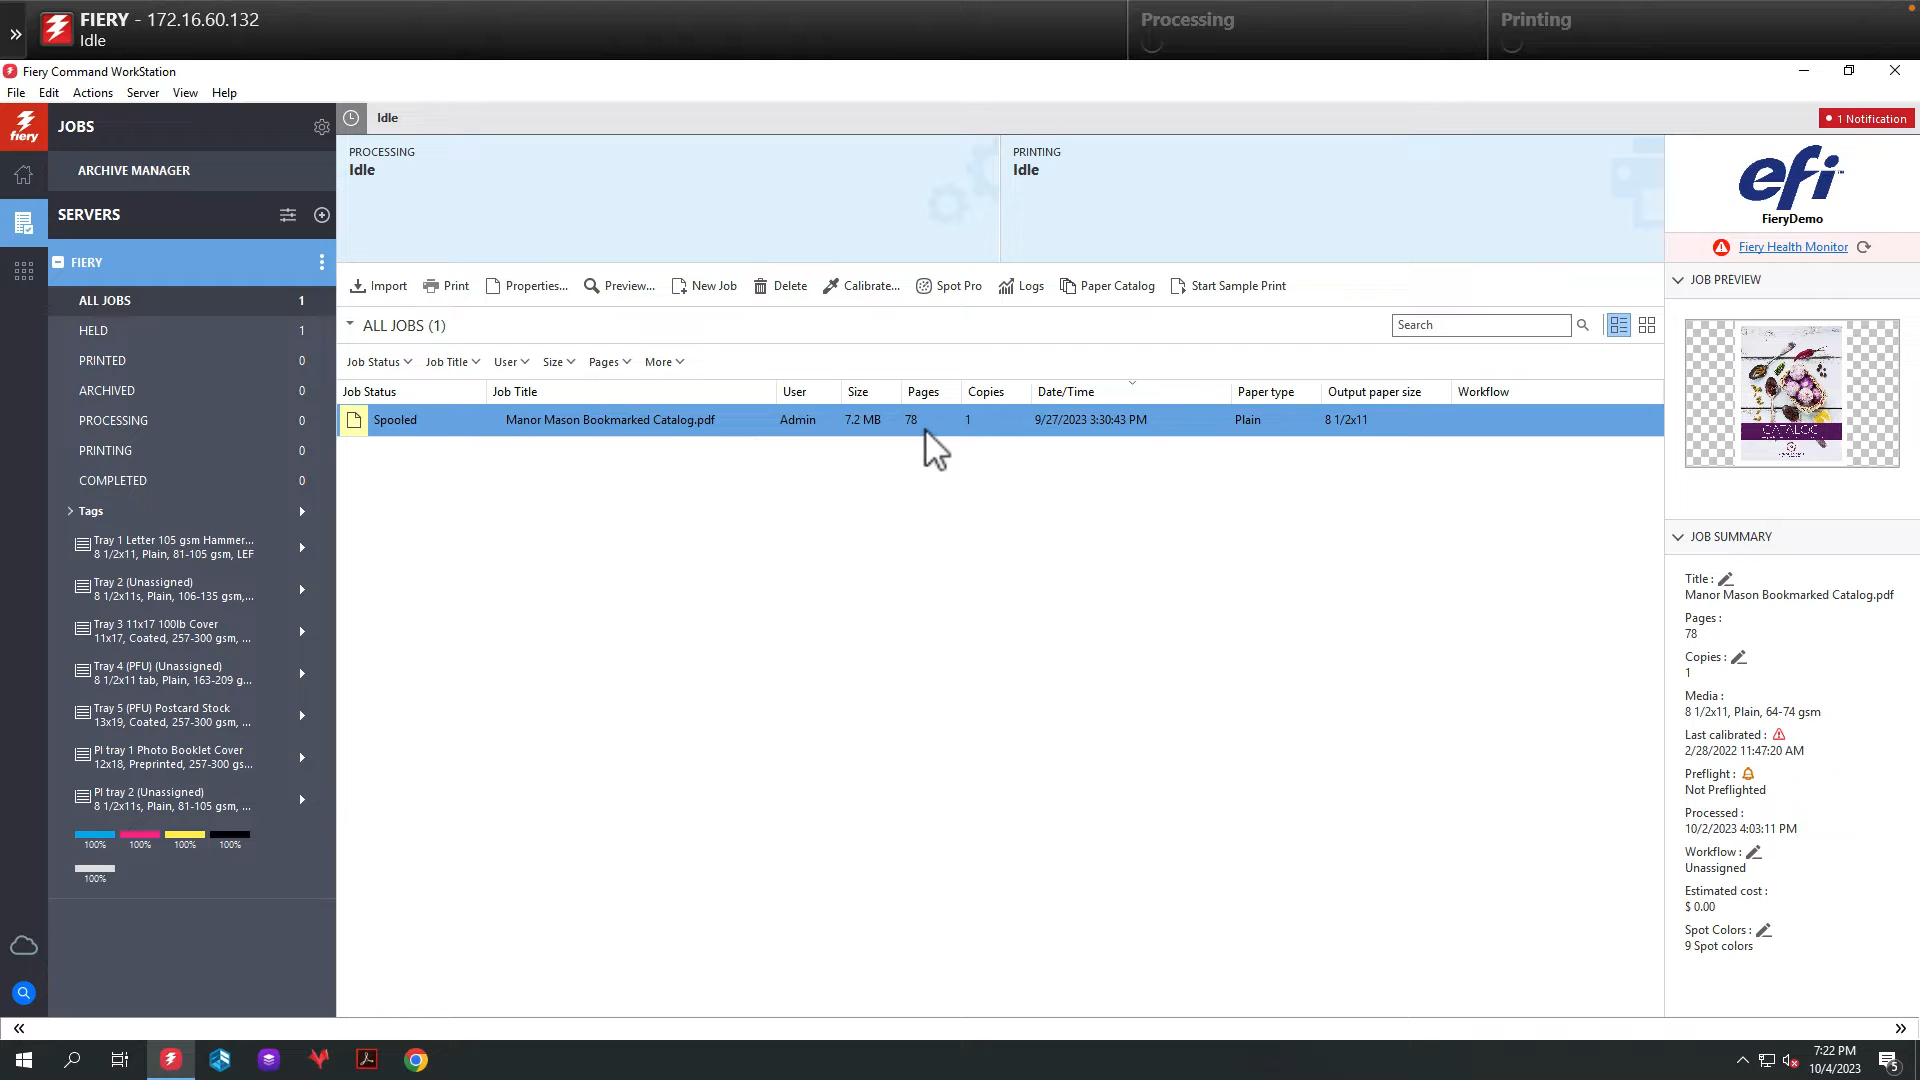 FIERY - 172.16.60.132
Idle
Processing
Printing
Fiery Command WorkStation
File Edit Actions Server View Help
fiery
JOBS
Idle
1 Notification
ARCHIVE MANAGER
PROCESSING
Idle
PRINTING
Idle
efi™
FieryDemo
SERVERS
Fiery Health Monitor
FIERY
JOB PREVIEW
Import Print Properties... Preview... New Job Delete Calibrate... Spot Pro Logs Paper Catalog Start Sample Print
ALL JOBS 1
HELD 1
PRINTED 0
ARCHIVED 0
PROCESSING 0
PRINTING 0
COMPLETED 0
Tags
Tray 1 Letter 105 gsm Hammer...
8 1/2x11, Plain, 81-105 gsm, LEF
Tray 2 (Unassigned)
8 1/2x11s, Plain, 106-135 gsm,...
Tray 3 11x17 100lb Cover
11x17, Coated, 257-300 gsm, ...
Tray 4 (PFU) (Unassigned)
8 1/2x11 tab, Plain, 163-209 g...
Tray 5 (PFU) Postcard Stock
13x19, Coated, 257-300 gsm, ...
PI tray 1 Photo Booklet Cover
12x18, Preprinted, 257-300 gs...
PI tray 2 (Unassigned)
8 1/2x11s, Plain, 81-105 gsm, ...
100% 100% 100% 100%
100%
ALL JOBS (1)
Search
Job Status Job Title User Size Pages More
Job Status Job Title User Size Pages Copies Date/Time Paper type Output paper size Workflow
Spooled Manor Mason Bookmarked Catalog.pdf Admin 7.2 MB 78 1 9/27/2023 3:30:43 PM Plain 8 1/2x11
CATALOG
JOB SUMMARY
Title :
Manor Mason Bookmarked Catalog.pdf
Pages :
78
Copies :
1
Media :
8 1/2x11, Plain, 64-74 gsm
Last calibrated :
2/28/2022 11:47:20 AM
Preflight :
Not Preflighted
Processed :
10/2/2023 4:03:11 PM
Workflow :
Unassigned
Estimated cost :
$ 0.00
Spot Colors :
9 Spot colors
7:22 PM
10/4/2023
5